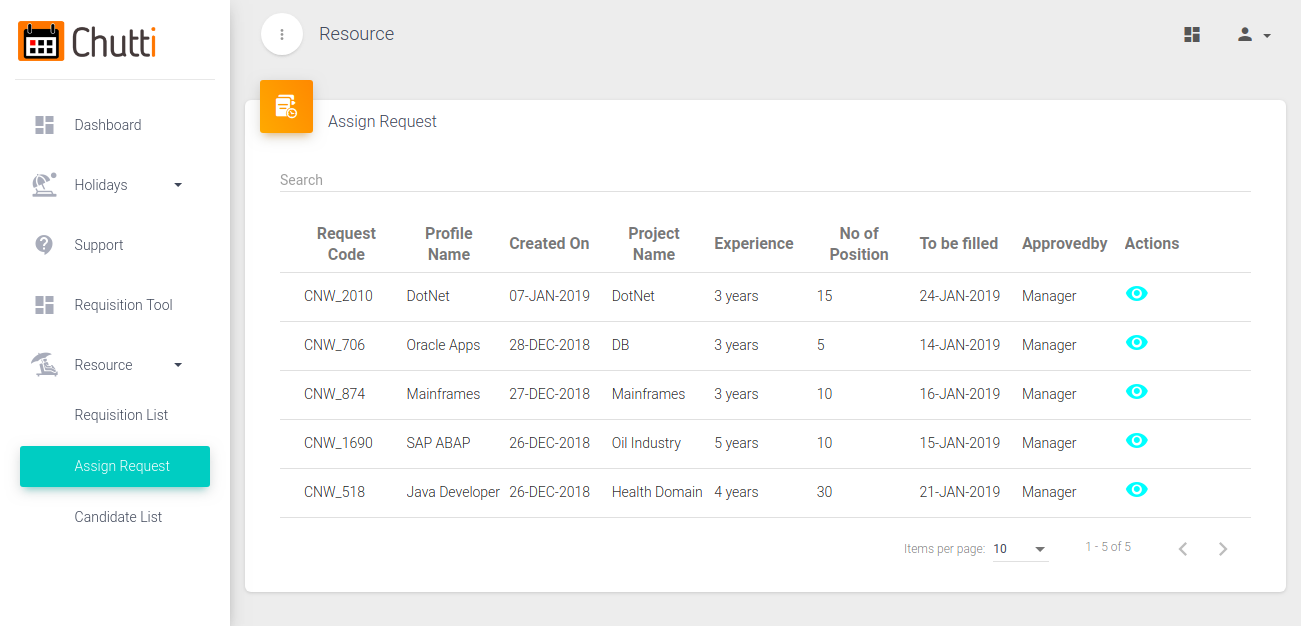 Chutti
Resource
Dashboard
Holidays
Support
Requisition Tool
Resource
Requisition List
Assign Request
Candidate List
Assign Request
Search
Request Code Profile Name Created On Project Name Experience No of Position To be filled Approvedby Actions
CNW_2010 DotNet 07-JAN-2019 DotNet 3 years 15 24-JAN-2019 Manager
CNW_706 Oracle Apps 28-DEC-2018 DB 3 years 5 14-JAN-2019 Manager
CNW_874 Mainframes 27-DEC-2018 Mainframes 3 years 10 16-JAN-2019 Manager
CNW_1690 SAP ABAP 26-DEC-2018 Oil Industry 5 years 10 15-JAN-2019 Manager
CNW_518 Java Developer 26-DEC-2018 Health Domain 4 years 30 21-JAN-2019 Manager
Items per page: 10 1 - 5 of 5